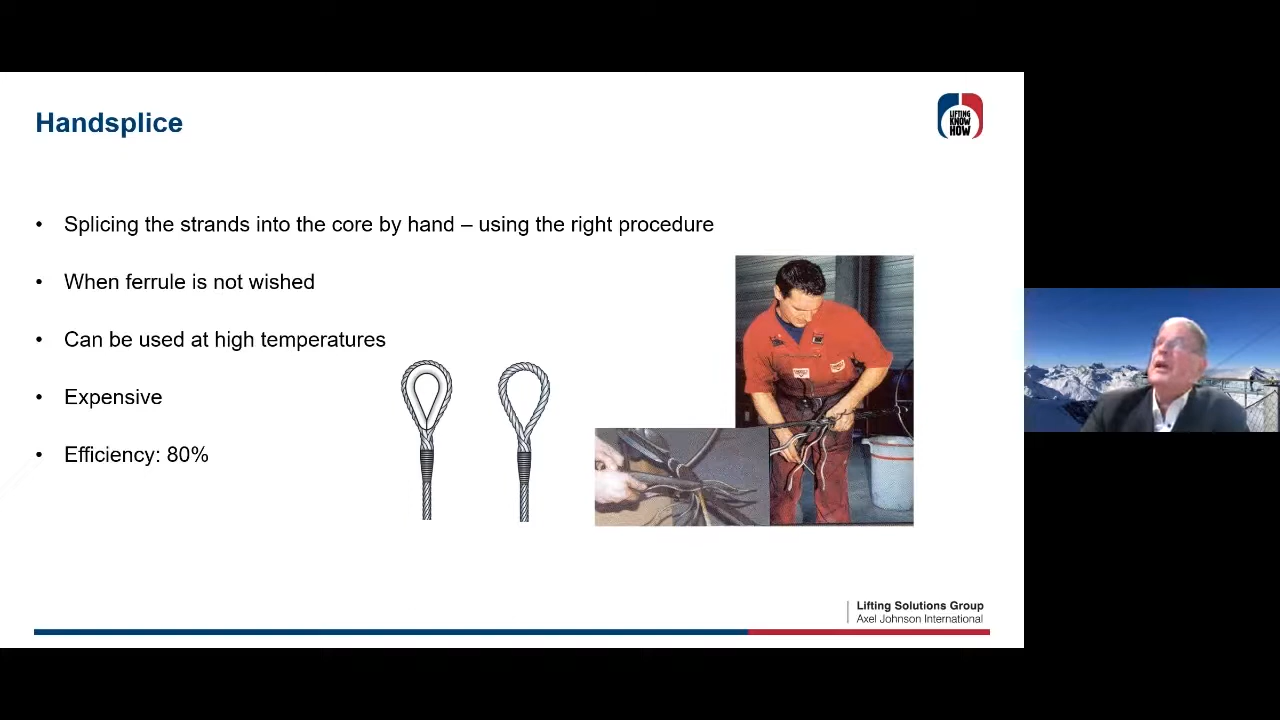 Handsplice
LIFTING
KNOW
HOW
• Splicing the strands into the core by hand – using the right procedure
• When ferrule is not wished
• Can be used at high temperatures
• Expensive
• Efficiency: 80%
Lifting Solutions Group
Axel Johnson International